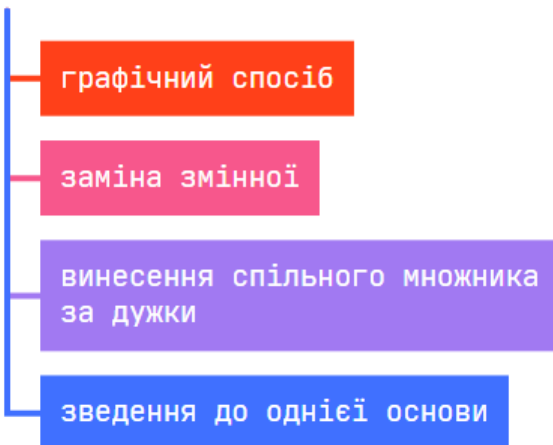 графічний спосіб
заміна змінної
винесення спільного множника
за дужки
зведення до однієї основи